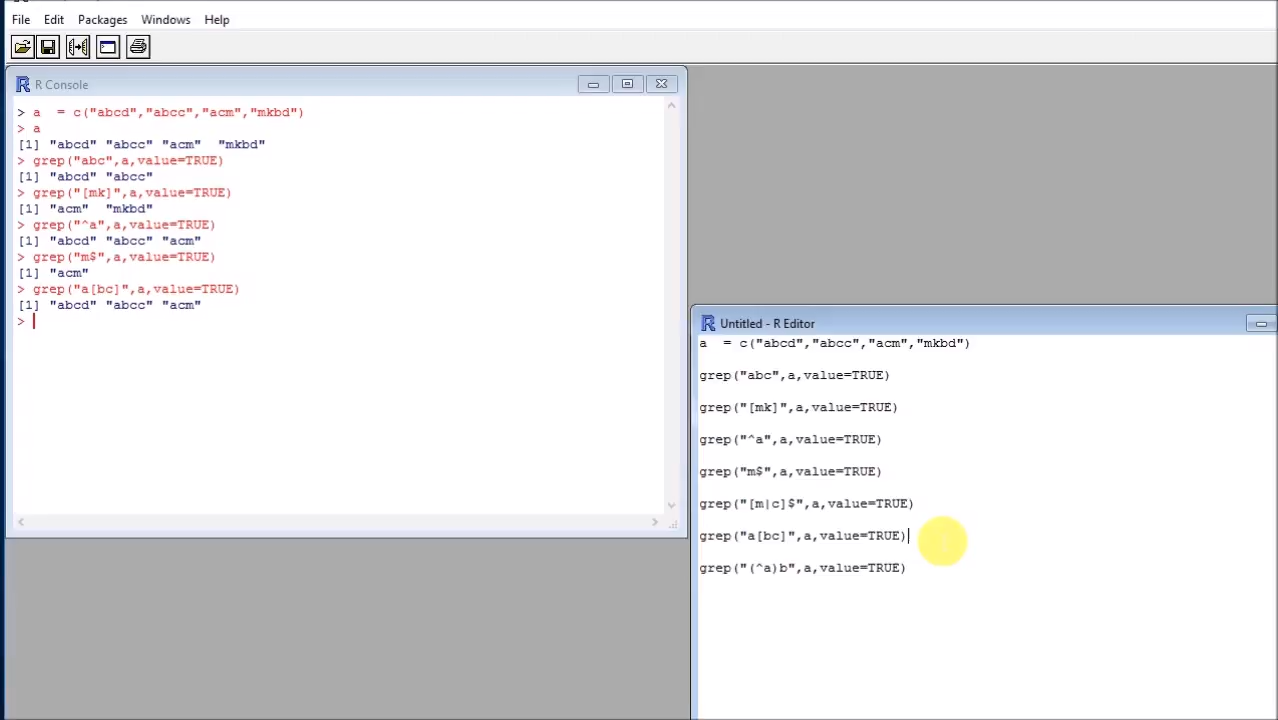 File Edit Packages Windows Help
R Console
> a  = c("abcd","abcc","acm","mkbd")
> a
[1] "abcd" "abcc" "acm"  "mkbd"
> grep("abc",a,value=TRUE)
[1] "abcd" "abcc"
> grep("[mk]",a,value=TRUE)
[1] "acm"  "mkbd"
> grep("^a",a,value=TRUE)
[1] "abcd" "abcc" "acm"
> grep("m$",a,value=TRUE)
[1] "acm"
> grep("a[bc]",a,value=TRUE)
[1] "abcd" "abcc" "acm"
>
Untitled - R Editor
a  = c("abcd","abcc","acm","mkbd")
grep("abc",a,value=TRUE)
grep("[mk]",a,value=TRUE)
grep("^a",a,value=TRUE)
grep("m$",a,value=TRUE)
grep("[m|c]$",a,value=TRUE)
grep("a[bc]",a,value=TRUE)
grep("(^a)b",a,value=TRUE)